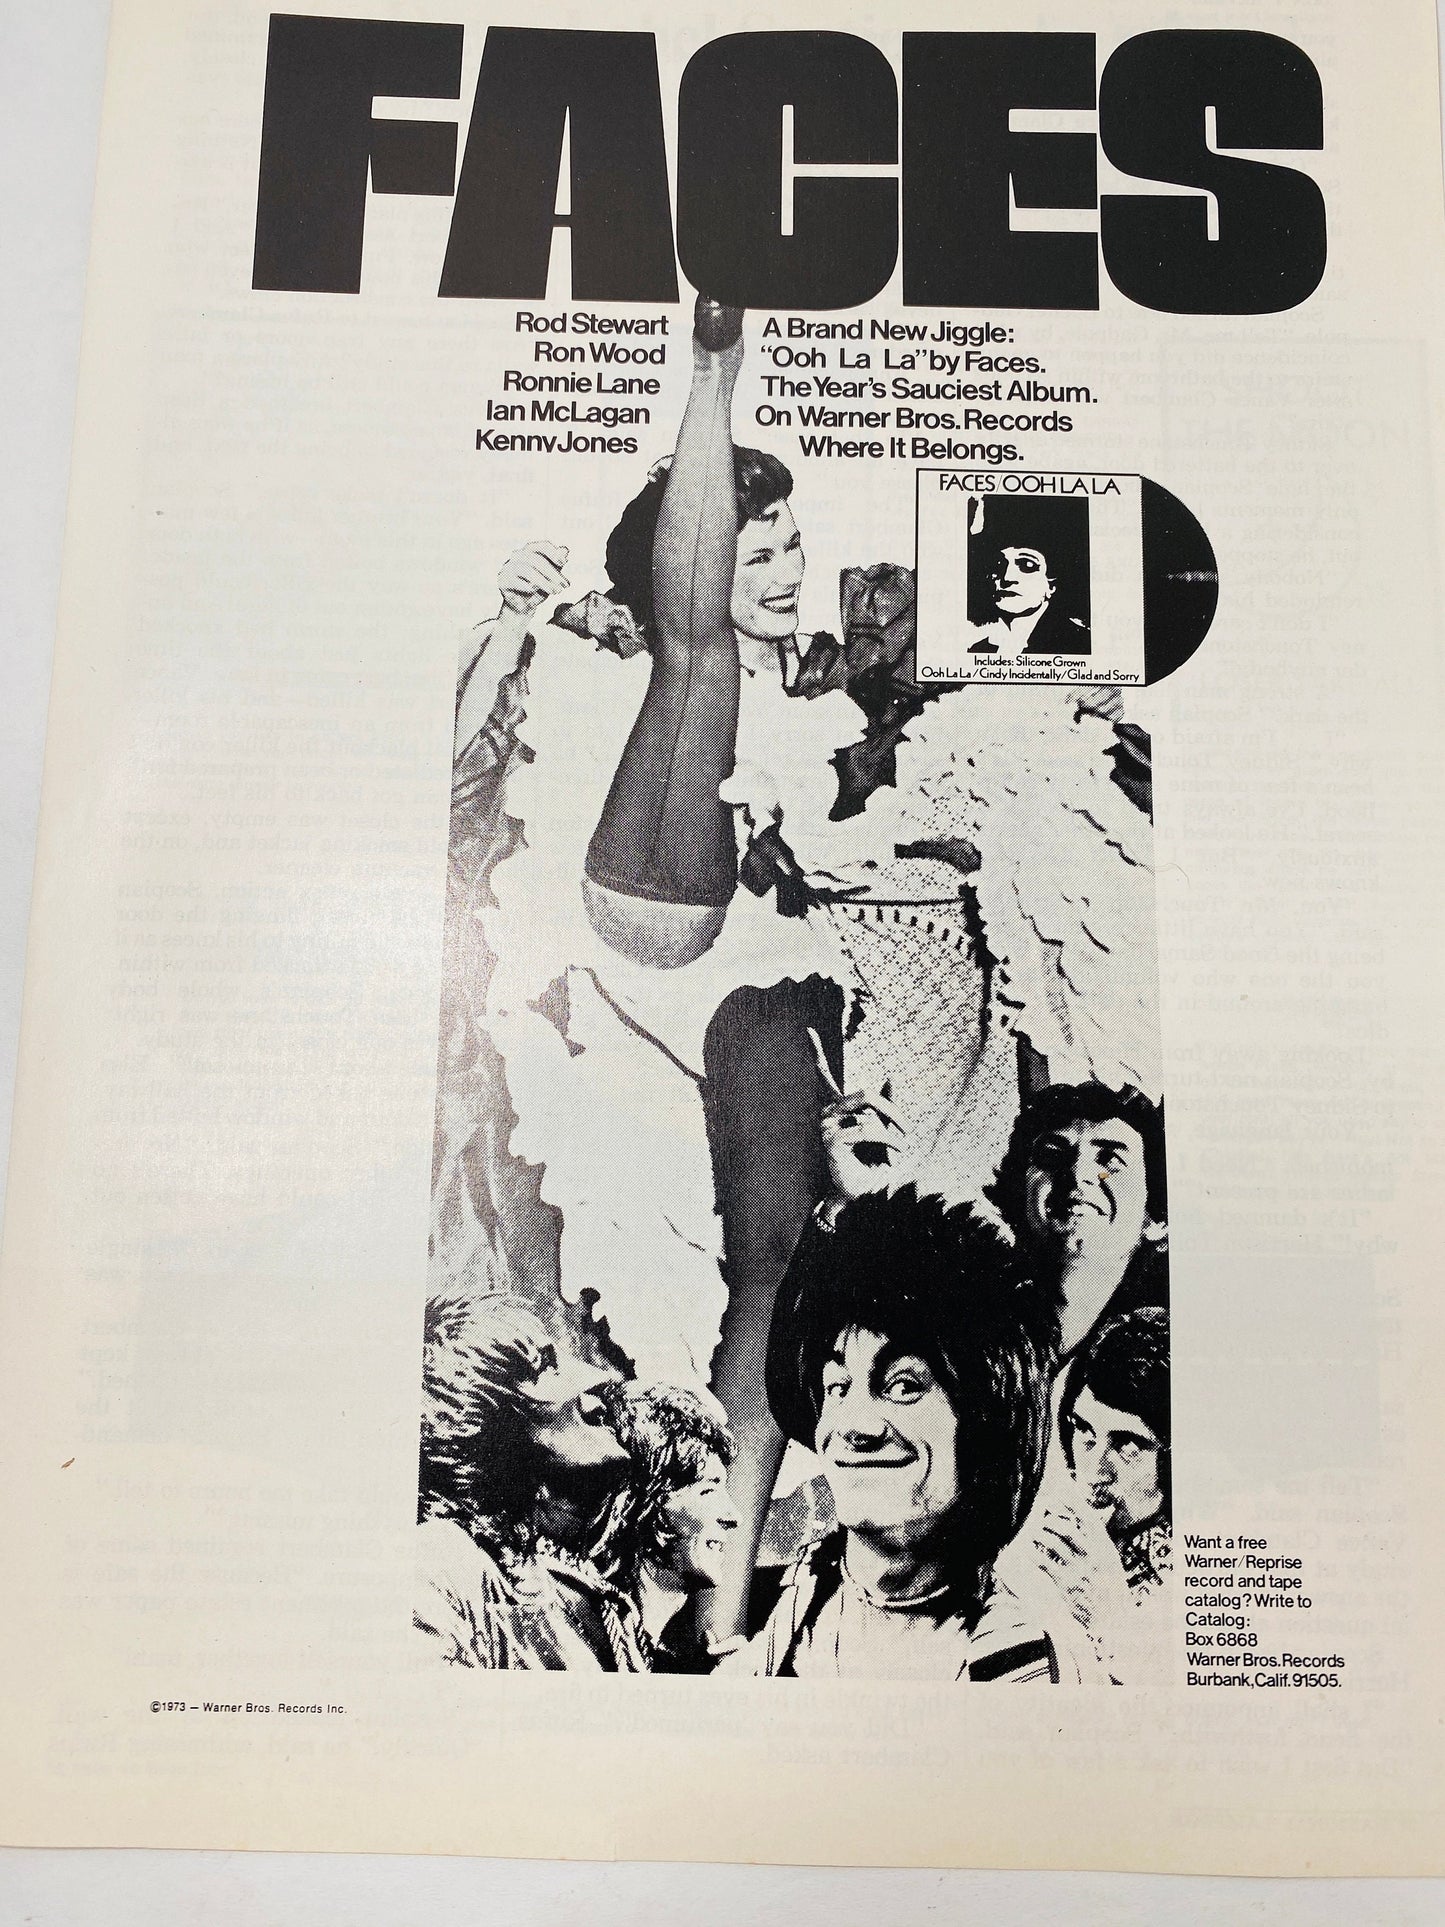 FACES
Rod Stewart
Ron Wood
Ronnie Lane
Ian McLagan
Kenny Jones
A Brand New Jiggle:
“Ooh La La” by Faces.
The Year's Sauciest Album.
On Warner Bros. Records
Where It Belongs.
FACES/OOH LA LA
Includes: Silicone Grown
Ooh La La/Cindy Incidentally/Glad and Sorry
Want a free
Warner/Reprise
record and tape
catalog? Write to
Catalog:
Box 6868
Warner Bros. Records
Burbank, Calif. 91505.
©1973 — Warner Bros. Records Inc.